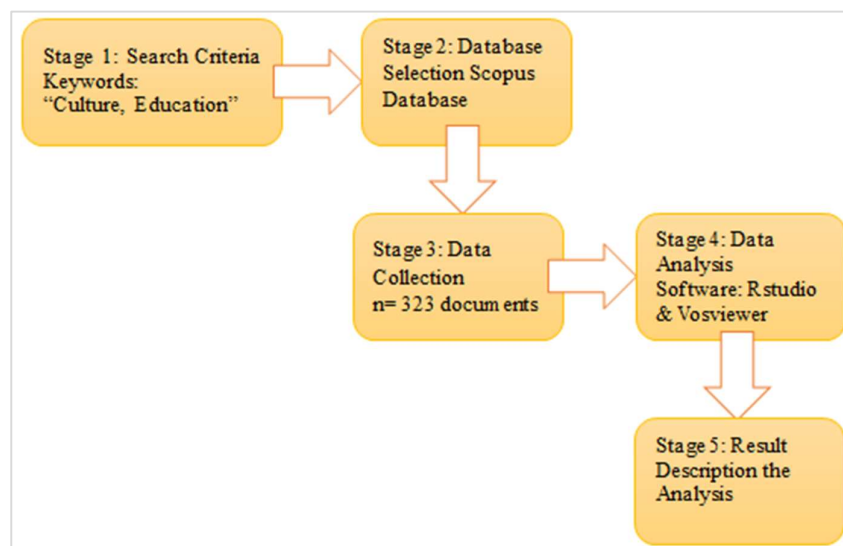 Stage 1: Search Criteria
Keywords:
“Culture, Education”
Stage 2: Database
Selection Scopus
Database
Stage 3: Data
Collection
n= 323 documents
Stage 4: Data
Analysis
Software: Rstudio
& Vosviewer
Stage 5: Result
Description the
Analysis